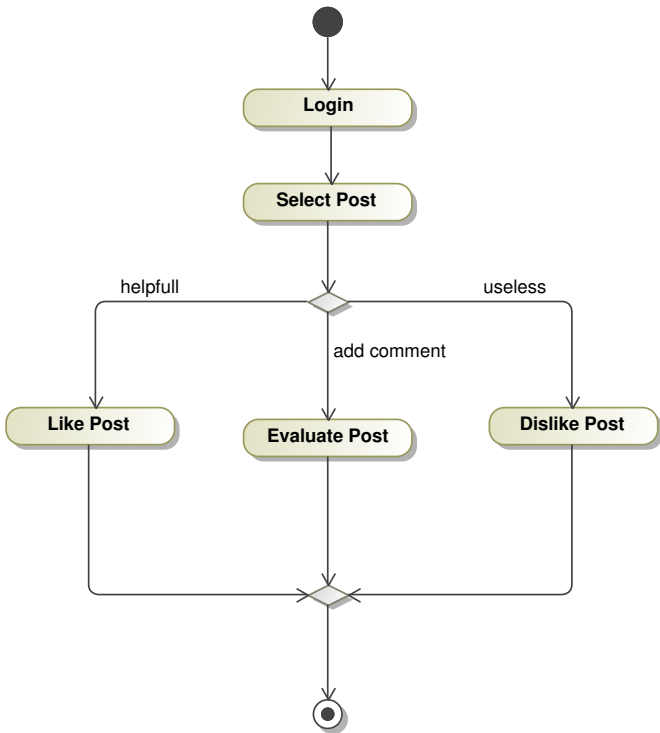 Login
Select Post
helpfull
useless
add comment
Like Post
Evaluate Post
Dislike Post